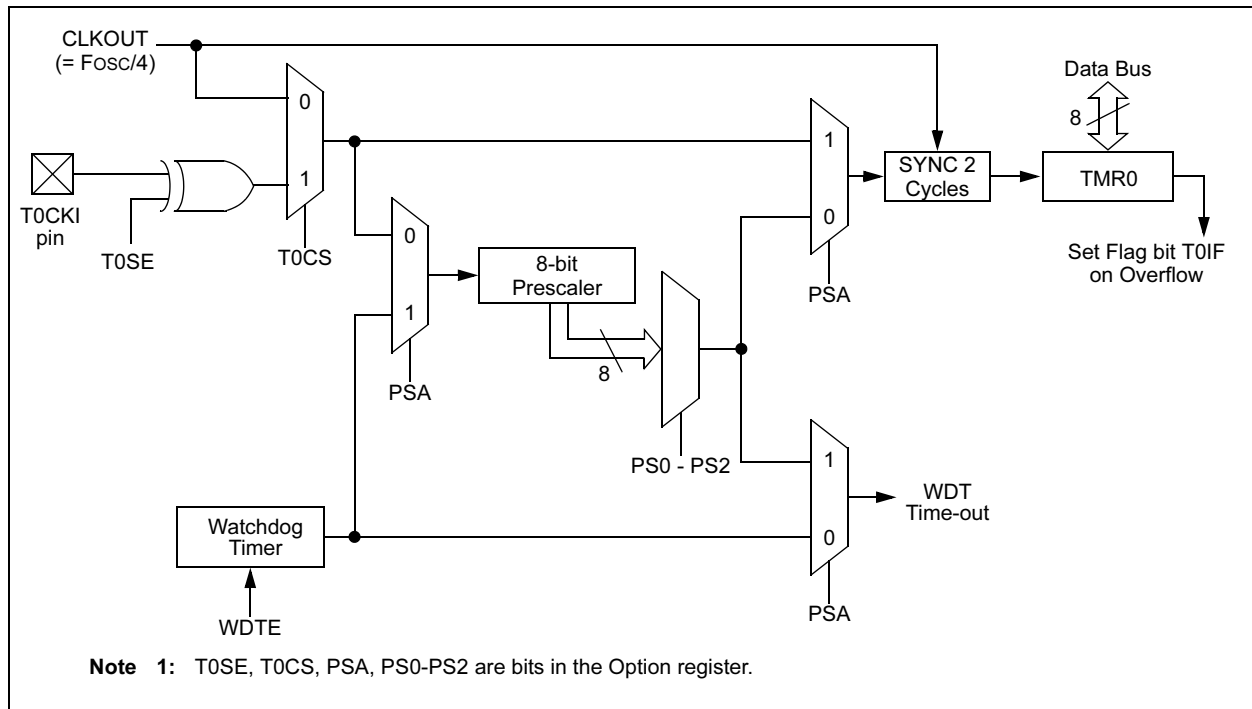 CLKOUT
(= FOSC/4)
Data Bus
8
0
1
1
0
SYNC 2
Cycles
TMR0
T0CKI
pin
T0SE
T0CS
0
1
8-bit
Prescaler
PSA
Set Flag bit T0IF
on Overflow
8
PSA
PS0 - PS2
1
0
WDT
Time-out
Watchdog
Timer
PSA
WDTE
Note 1: T0SE, T0CS, PSA, PS0-PS2 are bits in the Option register.